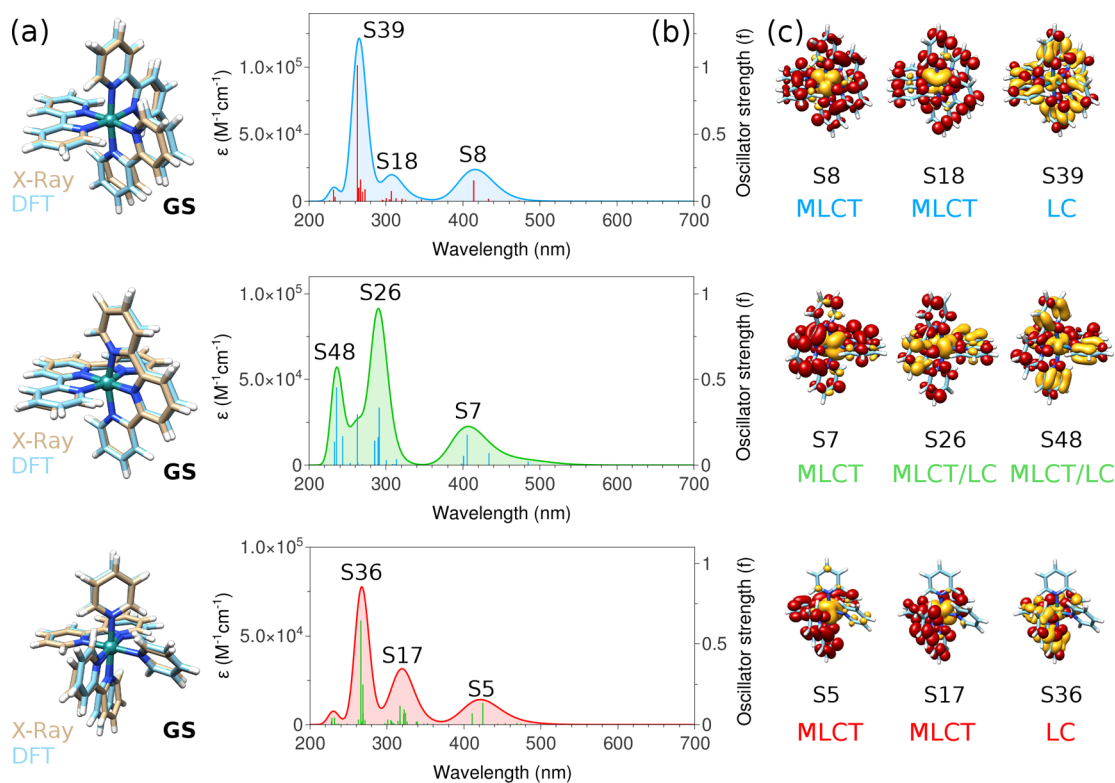 (a)
X-Ray
DFT
GS
X-Ray
DFT
GS
X-Ray
DFT
GS
(b)
S39
S18
S8
1.0×10⁵
5.0×10⁴
0
ε (M⁻¹cm⁻¹)
1
0.5
0
Oscillator strength (f)
200 300 400 500 600 700
Wavelength (nm)
S26
S48
S7
1.0×10⁵
5.0×10⁴
0
ε (M⁻¹cm⁻¹)
1
0.5
0
Oscillator strength (f)
200 300 400 500 600 700
Wavelength (nm)
S36
S17
S5
1.0×10⁵
5.0×10⁴
0
ε (M⁻¹cm⁻¹)
1
0.5
0
Oscillator strength (f)
200 300 400 500 600 700
Wavelength (nm)
(c)
S8 S18 S39
MLCT MLCT LC
S7 S26 S48
MLCT MLCT/LC MLCT/LC
S5 S17 S36
MLCT MLCT LC